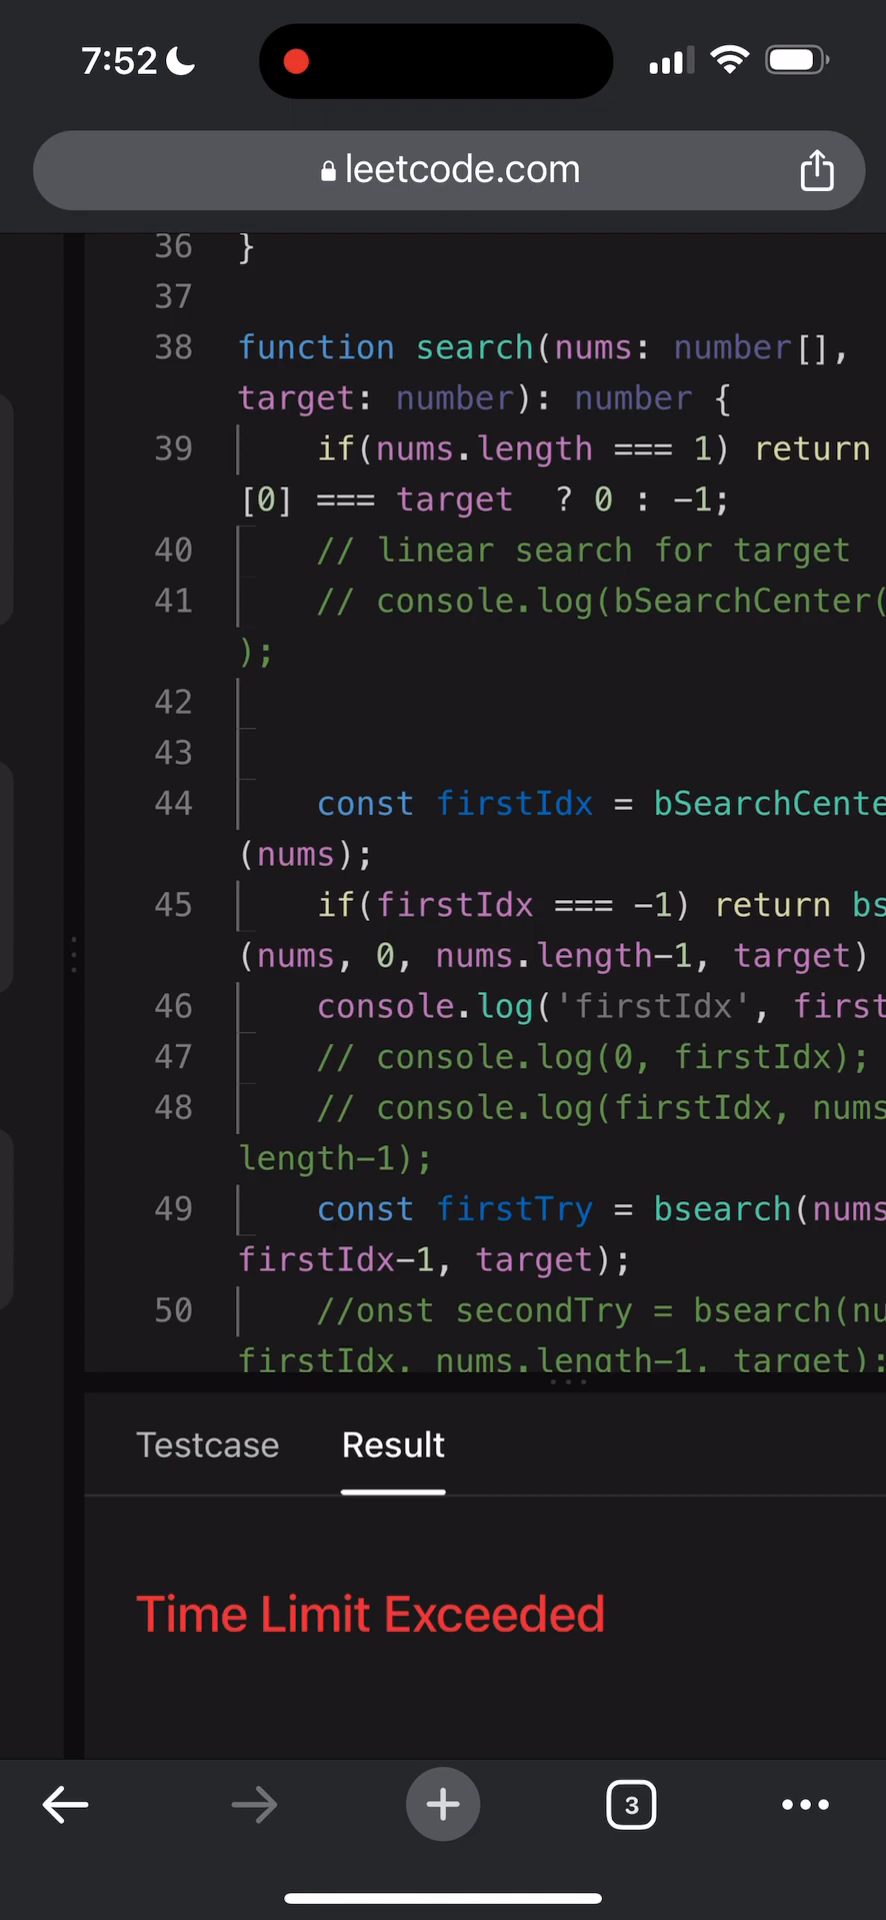 7:52
leetcode.com
36 }
37
38 function search(nums: number[],
target: number): number {
39 if(nums.length === 1) return
[0] === target ? 0 : -1;
40 // linear search for target
41 // console.log(bSearchCenter(
);
42
43
44 const firstIdx = bSearchCente
(nums);
45 if(firstIdx === -1) return bs
(nums, 0, nums.length-1, target)
46 console.log('firstIdx', first
47 // console.log(0, firstIdx);
48 // console.log(firstIdx, nums
length-1);
49 const firstTry = bsearch(nums
firstIdx-1, target);
50 //onst secondTry = bsearch(nu
firstIdx, nums.length-1, target);
Testcase Result
Time Limit Exceeded
3